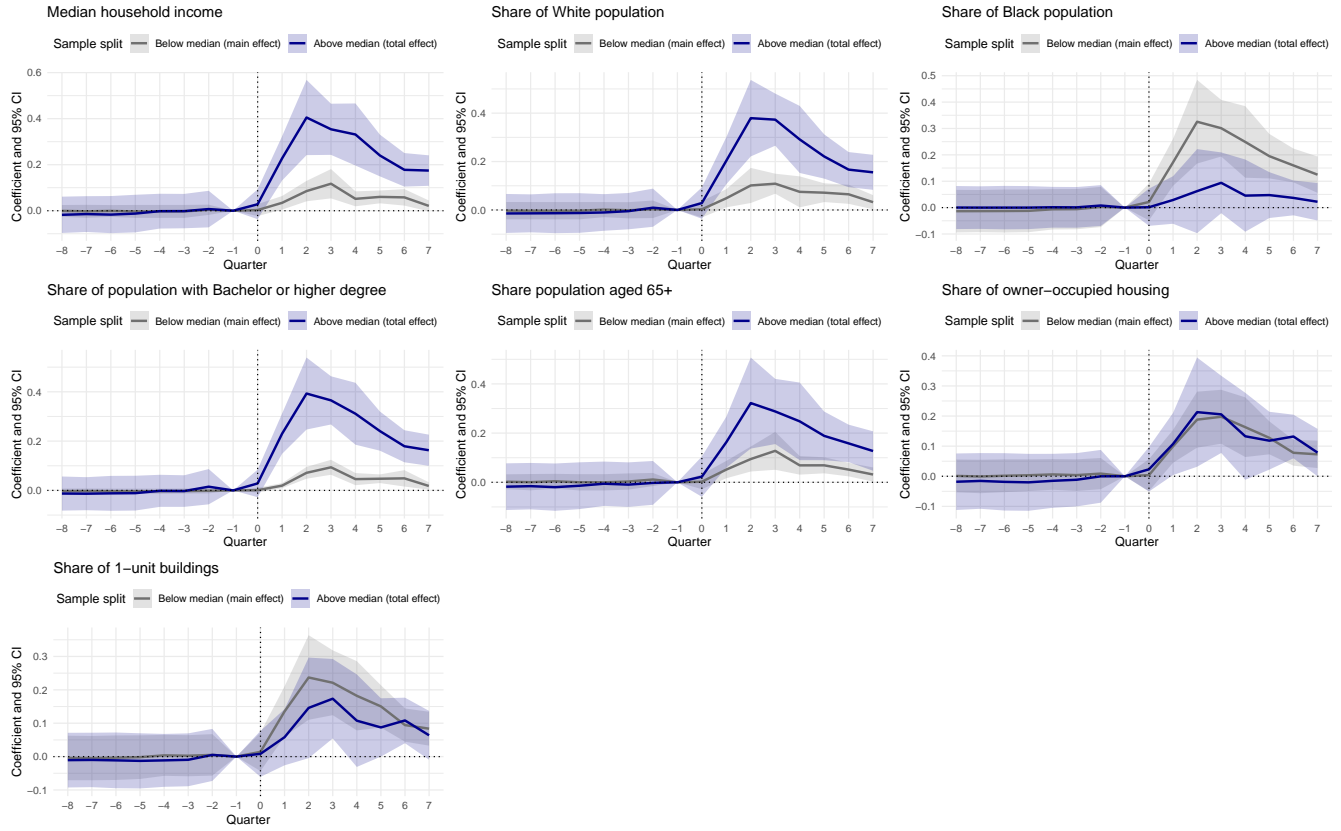 Median household income
Sample split Below median (main effect) Above median (total effect)
Coefficient and 95% CI
0.6
0.4
0.2
0.0
−8 −7 −6 −5 −4 −3 −2 −1 0 1 2 3 4 5 6 7
Quarter
Share of White population
Sample split Below median (main effect) Above median (total effect)
Coefficient and 95% CI
0.4
0.2
0.0
−8 −7 −6 −5 −4 −3 −2 −1 0 1 2 3 4 5 6 7
Quarter
Share of Black population
Sample split Below median (main effect) Above median (total effect)
Coefficient and 95% CI
0.5
0.4
0.3
0.2
0.1
0.0
−0.1
−8 −7 −6 −5 −4 −3 −2 −1 0 1 2 3 4 5 6 7
Quarter
Share of population with Bachelor or higher degree
Sample split Below median (main effect) Above median (total effect)
Coefficient and 95% CI
0.4
0.2
0.0
−8 −7 −6 −5 −4 −3 −2 −1 0 1 2 3 4 5 6 7
Quarter
Share population aged 65+
Sample split Below median (main effect) Above median (total effect)
Coefficient and 95% CI
0.4
0.2
0.0
−8 −7 −6 −5 −4 −3 −2 −1 0 1 2 3 4 5 6 7
Quarter
Share of owner−occupied housing
Sample split Below median (main effect) Above median (total effect)
Coefficient and 95% CI
0.4
0.3
0.2
0.1
0.0
−0.1
−8 −7 −6 −5 −4 −3 −2 −1 0 1 2 3 4 5 6 7
Quarter
Share of 1−unit buildings
Sample split Below median (main effect) Above median (total effect)
Coefficient and 95% CI
0.3
0.2
0.1
0.0
−0.1
−8 −7 −6 −5 −4 −3 −2 −1 0 1 2 3 4 5 6 7
Quarter